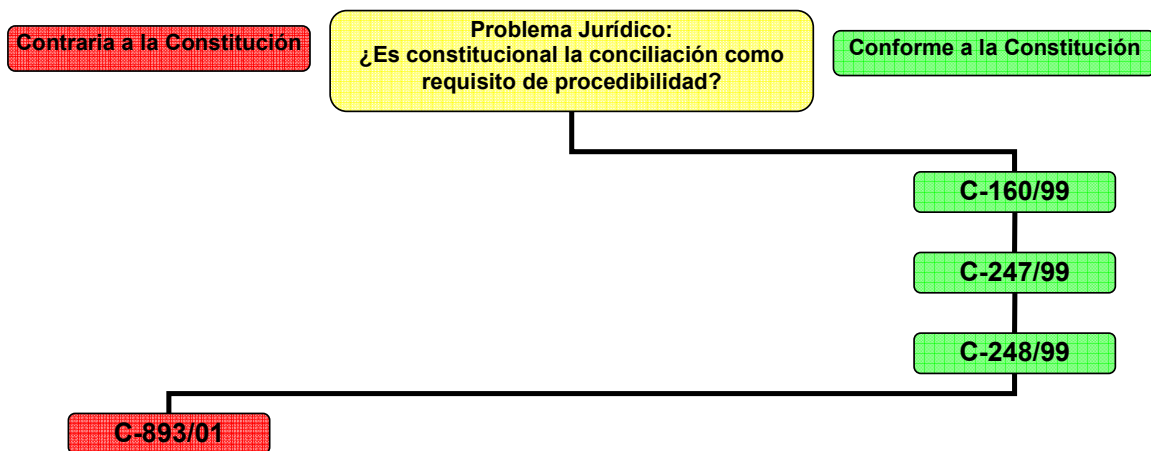 Contraria a la Constitución
Problema Jurídico:
¿Es constitucional la conciliación como
requisito de procedibilidad?
Conforme a la Constitución
C-160/99
C-247/99
C-248/99
C-893/01